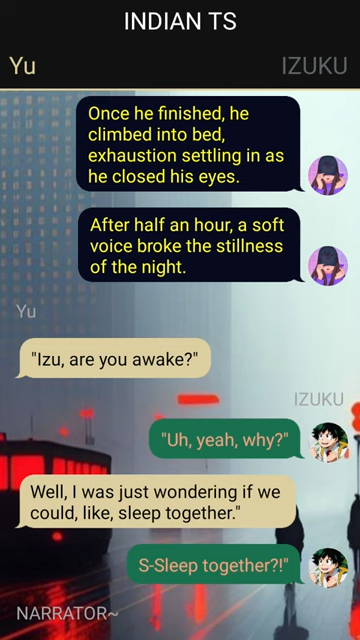 INDIAN TS
Yu
IZUKU
Once he finished, he
climbed into bed,
exhaustion settling in as
he closed his eyes.
After half an hour, a soft
voice broke the stillness
of the night.
Yu
"Izu, are you awake?"
IZUKU
"Uh, yeah, why?"
Well, I was just wondering if we
could, like, sleep together."
S-Sleep together?!"
NARRATOR~